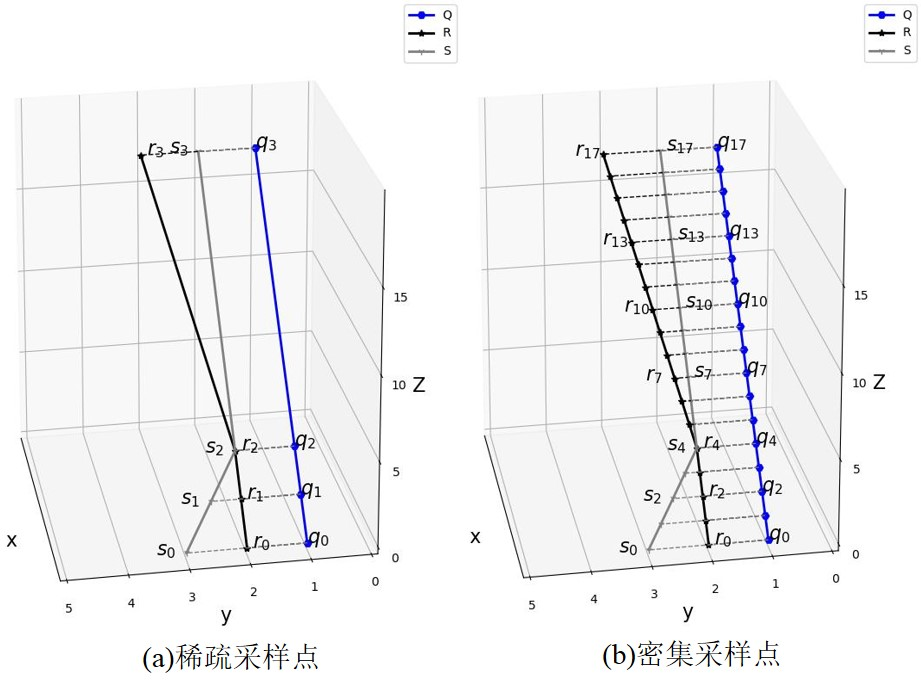 Q
R
S
r3 s3 q3
s2 r2 q2
s1 r1 q1
s0 r0 q0
x
y
Z
5 4 3 2 1 0
0
5
10
15
(a)稀疏采样点
Q
R
S
r17 s17 q17
r13 s13 q13
r10 s10 q10
r7 s7 q7
s4 r4 q4
s2 r2 q2
s0 r0 q0
x
y
Z
5 4 3 2 1 0
0
5
10
15
(b)密集采样点